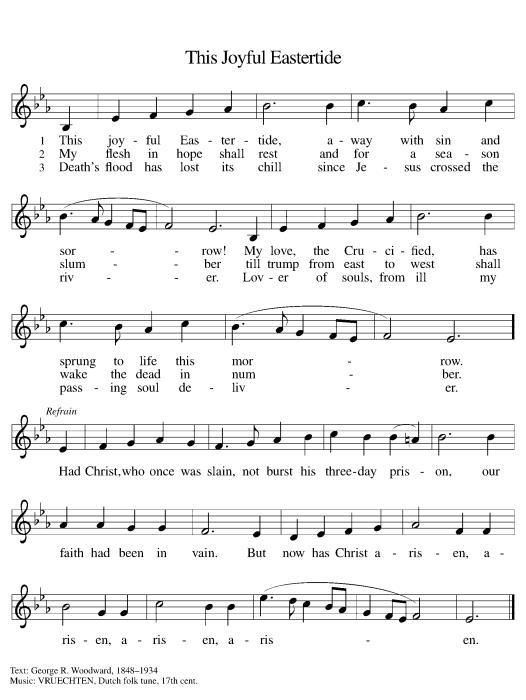 This Joyful Eastertide
1 This joy - ful Eas - ter - tide, a - way with sin and
2 My flesh in hope shall rest and for a sea - son
3 Death's flood has lost its chill since Je - sus crossed the
sor - - row! My love, the Cru - ci - fied, has
slum - - ber till trump from east to west shall
riv - - er. Lov - er of souls, from ill my
sprung to life this mor - row.
wake the dead in num - ber.
pass - ing soul de - liv - er.
Refrain
Had Christ, who once was slain, not burst his three-day pris - on, our
faith had been in vain. But now has Christ a - ris - en, a -
ris - en, a - ris - en, a - ris - en.
Text: George R. Woodward, 1848–1934
Music: VRUECHTEN, Dutch folk tune, 17th cent.